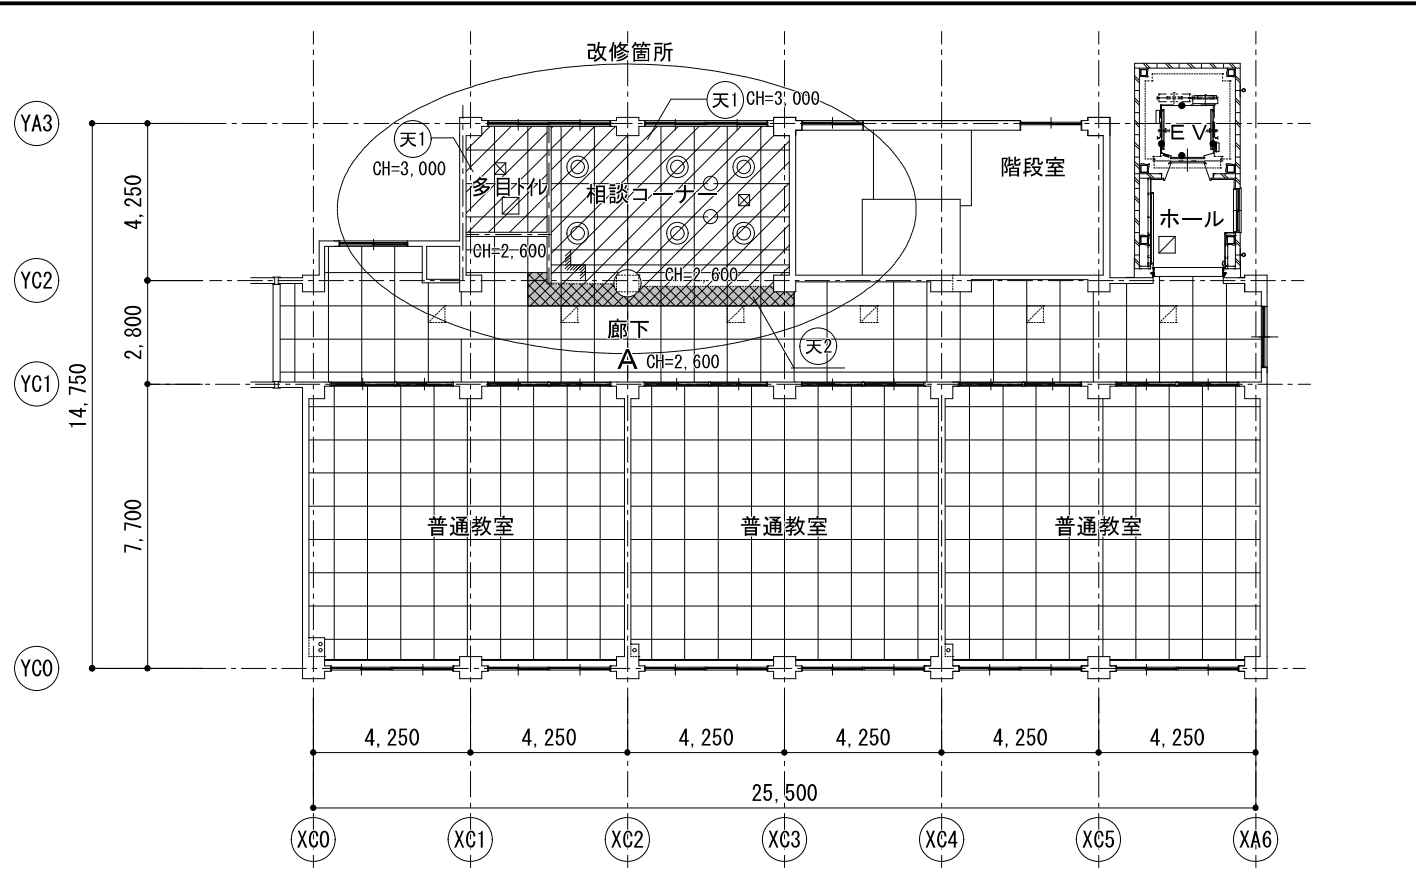 改修箇所
YA3
天1 CH=3,000
天1
CH=3,000
EV
階段室
多目トイレ
相談コーナー
4,250
ホール
CH=2,600
CH=2,600
YC2
廊下
2,800
天2
A CH=2,600
YC1
14,750
普通教室
普通教室
普通教室
7,700
YC0
4,250
4,250
4,250
4,250
4,250
4,250
25,500
XC0
XC1
XC2
XC3
XC4
XC5
XA6